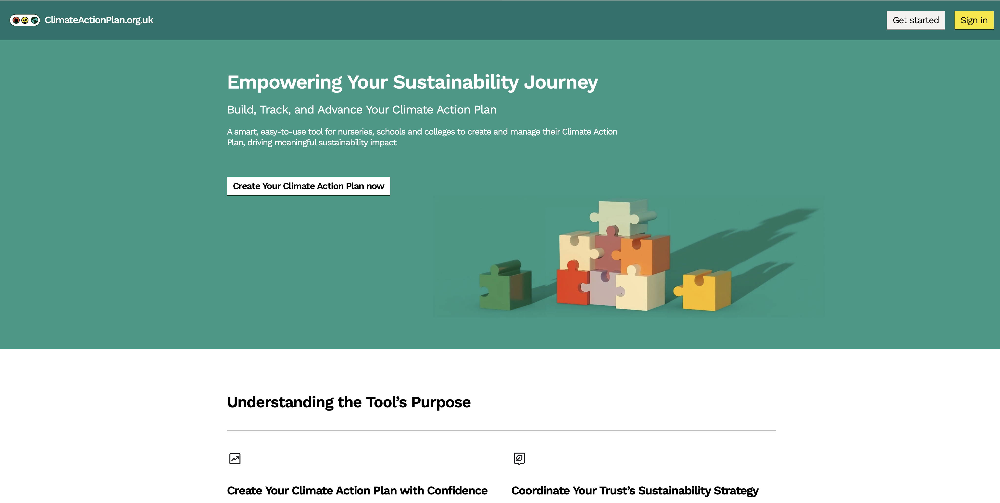 ClimateActionPlan.org.uk
Get started
Sign in
Empowering Your Sustainability Journey
Build, Track, and Advance Your Climate Action Plan
A smart, easy-to-use tool for nurseries, schools and colleges to create and manage their Climate Action
Plan, driving meaningful sustainability impact
Create Your Climate Action Plan now
Understanding the Tool’s Purpose
Create Your Climate Action Plan with Confidence
Coordinate Your Trust’s Sustainability Strategy